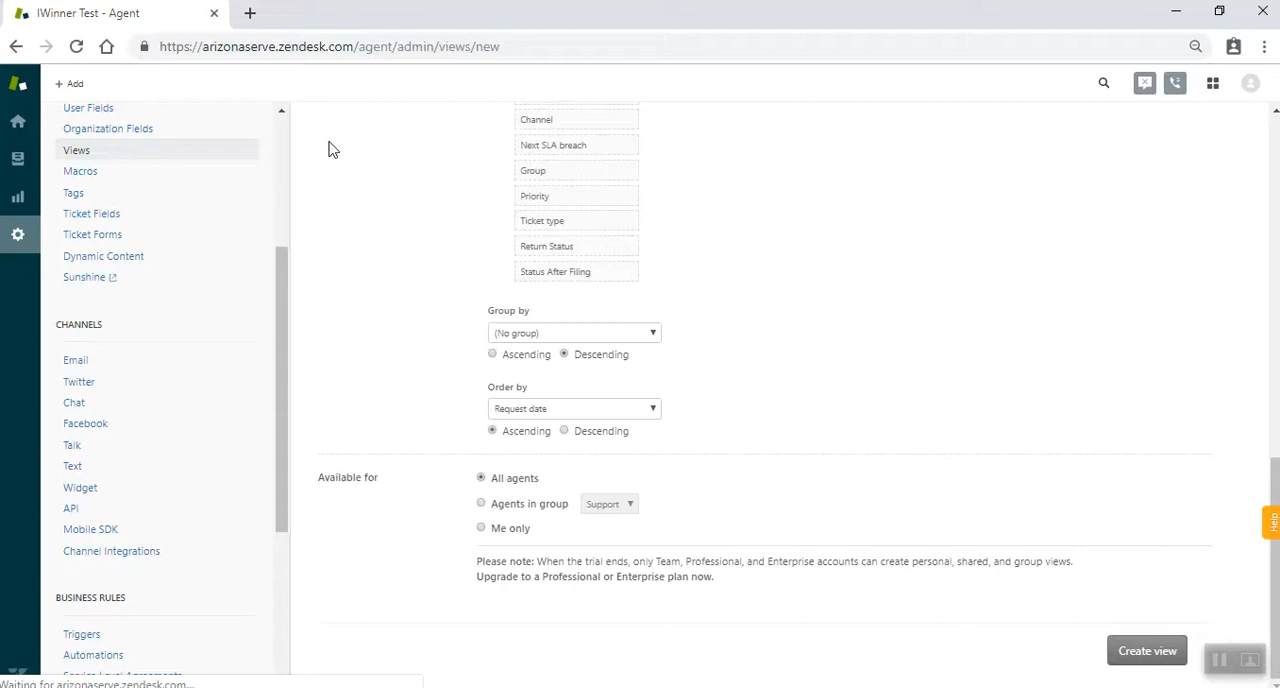 IWinner Test - Agent
https://arizonaserve.zendesk.com/agent/admin/views/new
+ Add
User Fields
Organization Fields
Views
Macros
Tags
Ticket Fields
Ticket Forms
Dynamic Content
Sunshine
CHANNELS
Email
Twitter
Chat
Facebook
Talk
Text
Widget
API
Mobile SDK
Channel Integrations
BUSINESS RULES
Triggers
Automations
Service Level Agreements
Waiting for arizonaserve.zendesk.com...
Channel
Next SLA breach
Group
Priority
Ticket type
Return Status
Status After Filing
Group by
(No group)
Ascending Descending
Order by
Request date
Ascending Descending
Available for
All agents
Agents in group Support
Me only
Please note: When the trial ends, only Team, Professional, and Enterprise accounts can create personal, shared, and group views.
Upgrade to a Professional or Enterprise plan now.
Create view
Help